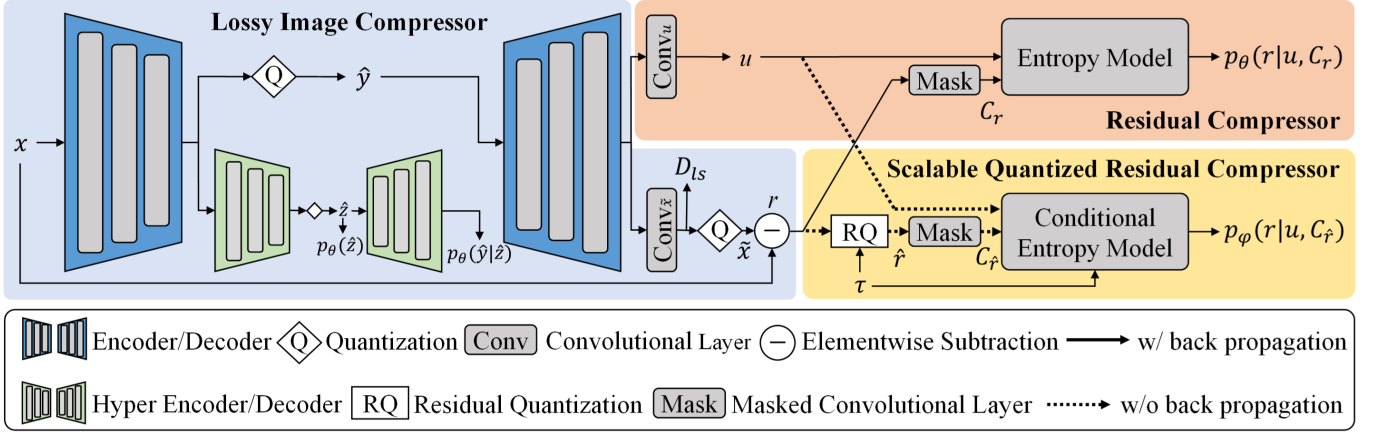 Lossy Image Compressor
x
Q
ŷ
ẑ
pθ(ẑ)
pθ(ŷ|ẑ)
Convu
u
Mask
Cr
Entropy Model
pθ(r|u, Cr)
Residual Compressor
Convx̃
Dls
Q
x̃
r
−
Scalable Quantized Residual Compressor
RQ
r̂
τ
Mask
Cr̂
Conditional
Entropy Model
pφ(r|u, Cr̂)
Encoder/Decoder Q Quantization Conv Convolutional Layer − Elementwise Subtraction w/ back propagation
Hyper Encoder/Decoder RQ Residual Quantization Mask Masked Convolutional Layer w/o back propagation